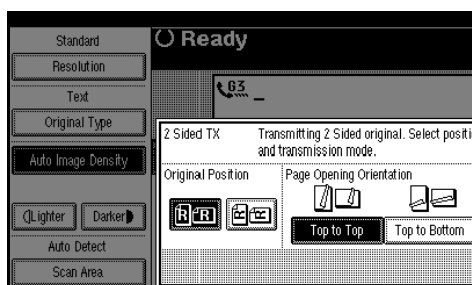 Standard
Ready
Resolution
Text
G3
Original Type
2 Sided TX
Transmitting 2 Sided original. Select positi
and transmission mode.
Auto Image Density
Original Position
Page Opening Orientation
R R
R R
Lighter
Darker
Top to Top
Top to Bottom
Auto Detect
Scan Area